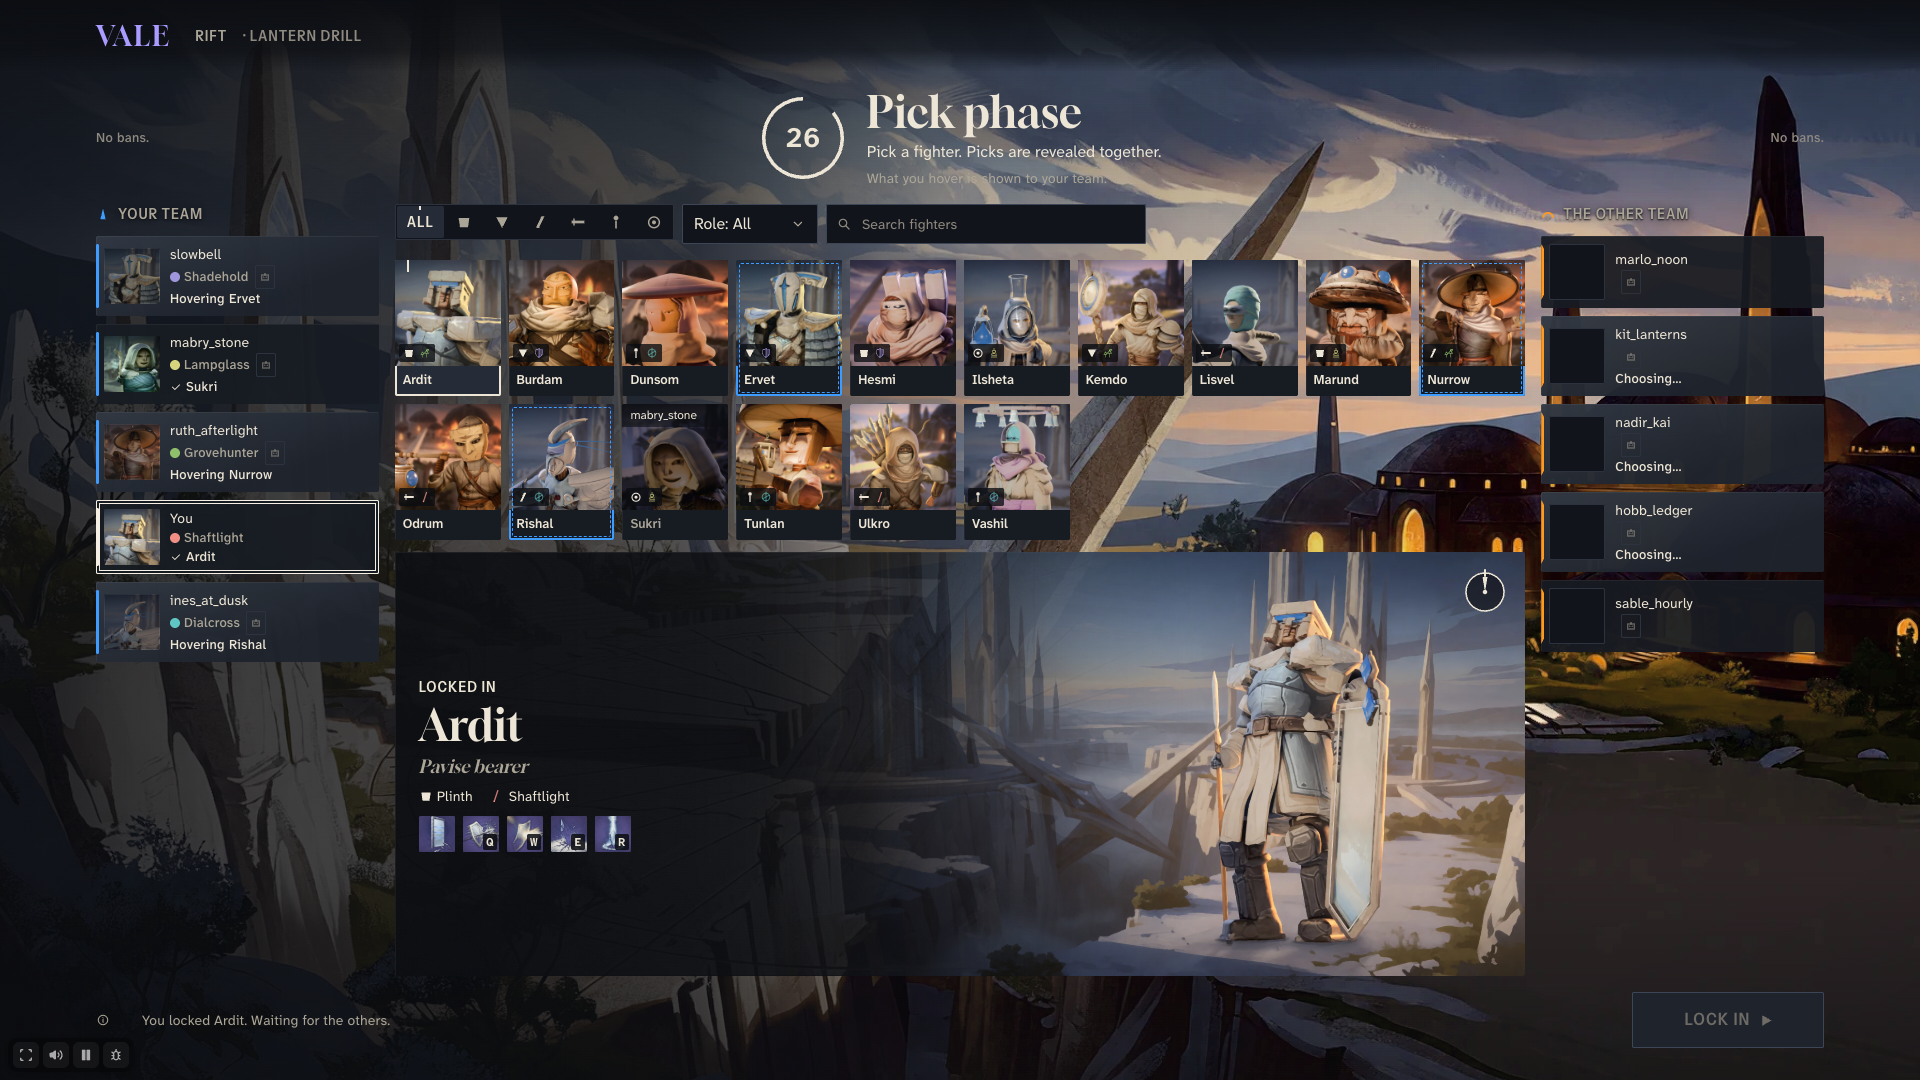 VALE
RIFT · LANTERN DRILL
No bans.
26
Pick phase
Pick a fighter. Picks are revealed together.
What you hover is shown to your team.
No bans.
YOUR TEAM
slowbell
Shadehold
Hovering Ervet
mabry_stone
Lampglass
✓ Sukri
ruth_afterlight
Grovehunter
Hovering Nurrow
You
Shaftlight
✓ Ardit
ines_at_dusk
Dialcross
Hovering Rishal
ALL
Role: All
Search fighters
Ardit
Burdam
Dunsom
Ervet
Hesmi
Ilsheta
Kemdo
Lisvel
Marund
Nurrow
mabry_stone
Odrum
Rishal
Sukri
Tunlan
Ulkro
Vashil
LOCKED IN
Ardit
Pavise bearer
Plinth
Shaftlight
Q
W
E
R
THE OTHER TEAM
marlo_noon
kit_lanterns
Choosing...
nadir_kai
Choosing...
hobb_ledger
Choosing...
sable_hourly
You locked Ardit. Waiting for the others.
LOCK IN